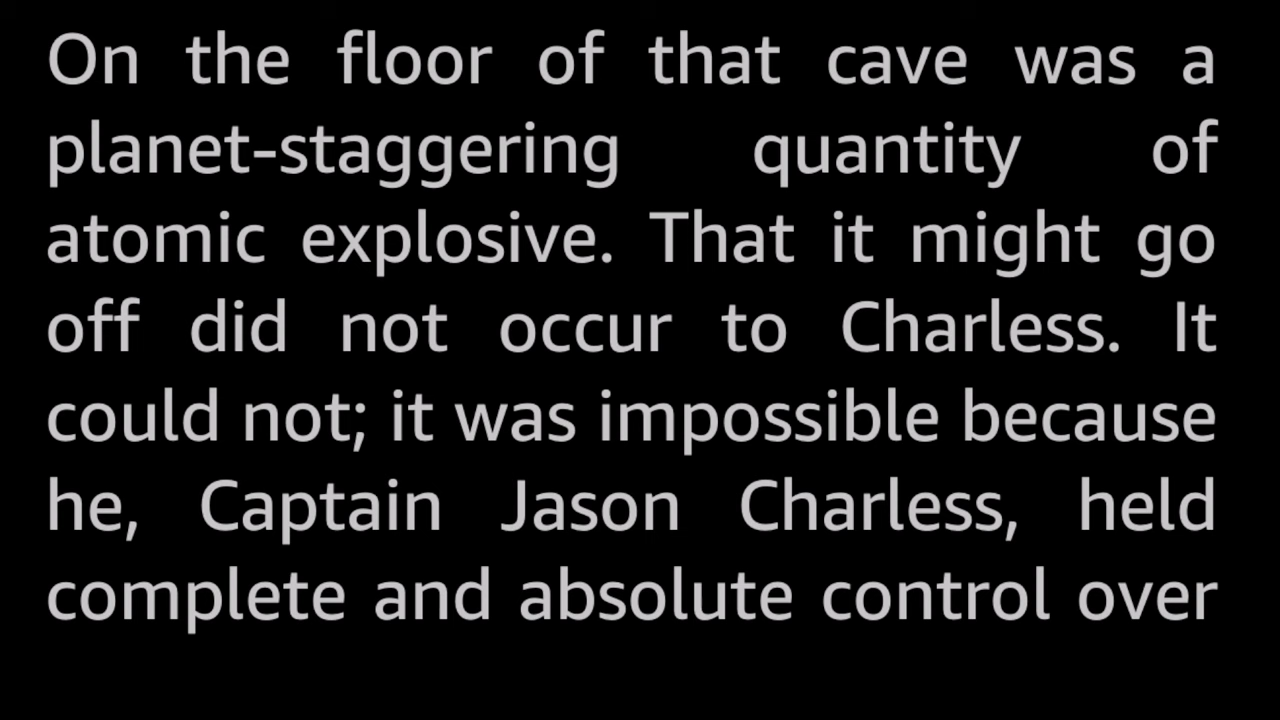 On the floor of that cave was a
planet-staggering quantity of
atomic explosive. That it might go
off did not occur to Charless. It
could not; it was impossible because
he, Captain Jason Charless, held
complete and absolute control over